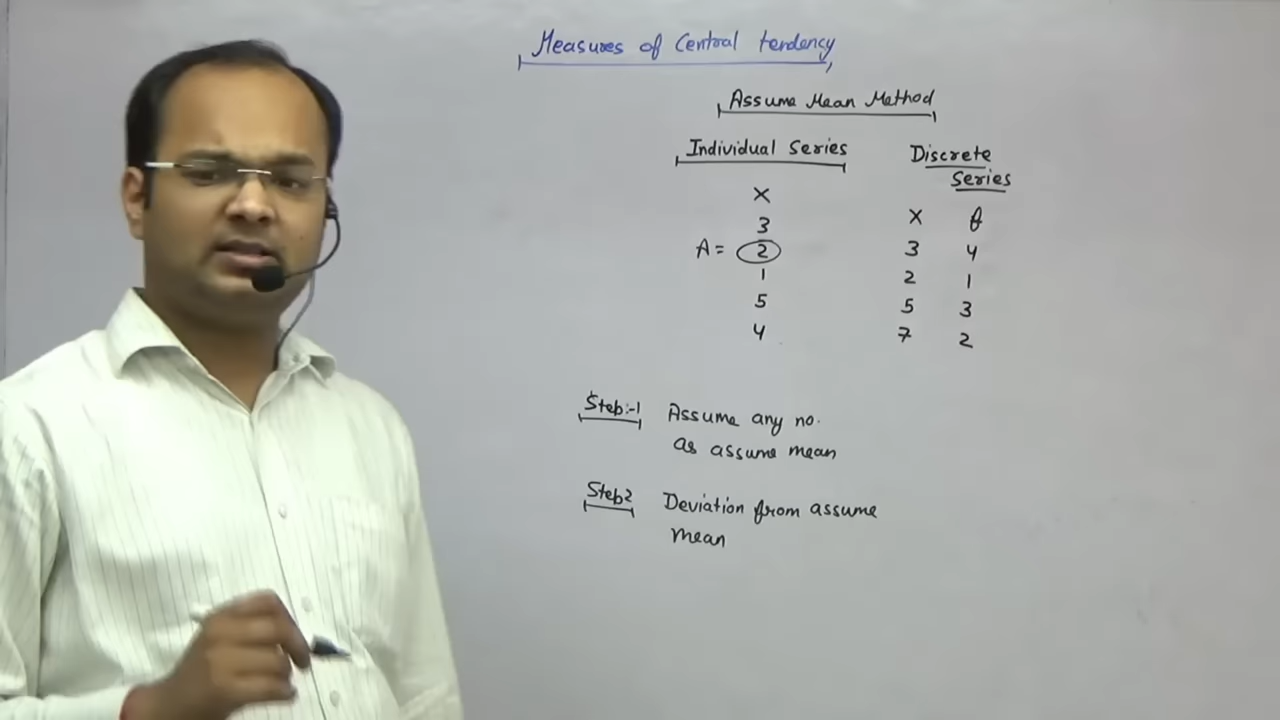 Measures of Central tendency
Assume Mean Method
Individual Series
X
3
A = 2
1
5
4
Discrete
Series
X f
3 4
2 1
5 3
7 2
Step:-1 Assume any no.
as assume mean
Step2 Deviation from assume
mean